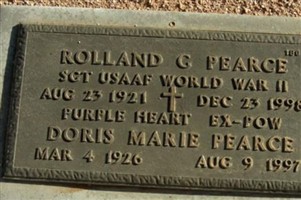 ROLLAND G PEARCE
SGT USAAF WORLD WAR II
AUG 23 1921 DEC 23 1998
PURPLE HEART EX-POW
DORIS MARIE PEARCE
MAR 4 1926 AUG 9 1997